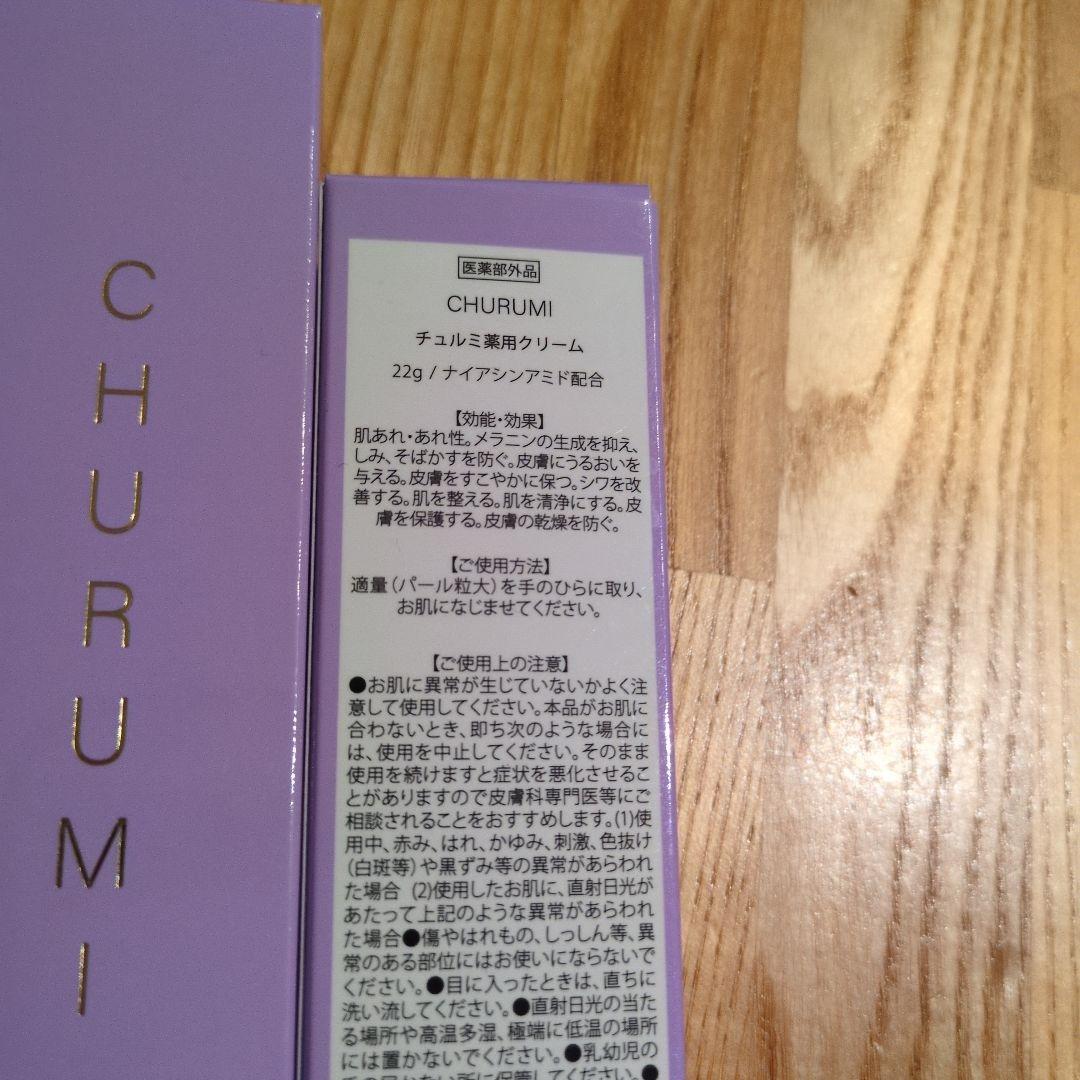 CHURUMI
医薬部外品
CHURUMI
チュルミ薬用クリーム
22g / ナイアシンアミド配合
【効能・効果】
肌あれ・あれ性。メラニンの生成を抑え、
しみ、そばかすを防ぐ。皮膚にうるおいを
与える。皮膚をすこやかに保つ。シワを改
善する。肌を整える。肌を清浄にする。皮
膚を保護する。皮膚の乾燥を防ぐ。
【ご使用方法】
適量（パール粒大）を手のひらに取り、
お肌になじませてください。
【ご使用上の注意】
●お肌に異常が生じていないかよく注
意して使用してください。本品がお肌に
合わないとき、即ち次のような場合に
は、使用を中止してください。そのまま
使用を続けますと症状を悪化させるこ
とがありますので皮膚科専門医等にご
相談されることをおすすめします。(1)使
用中、赤み、はれ、かゆみ、刺激、色抜け
（白斑等）や黒ずみ等の異常があらわれ
た場合 (2)使用したお肌に、直射日光が
あたって上記のような異常があらわれ
た場合●傷やはれもの、しっしん等、異
常のある部位にはお使いにならないで
ください。●目に入ったときは、直ちに
洗い流してください。●直射日光の当た
る場所や高温多湿、極端に低温の場所
には置かないでください。●乳幼児の